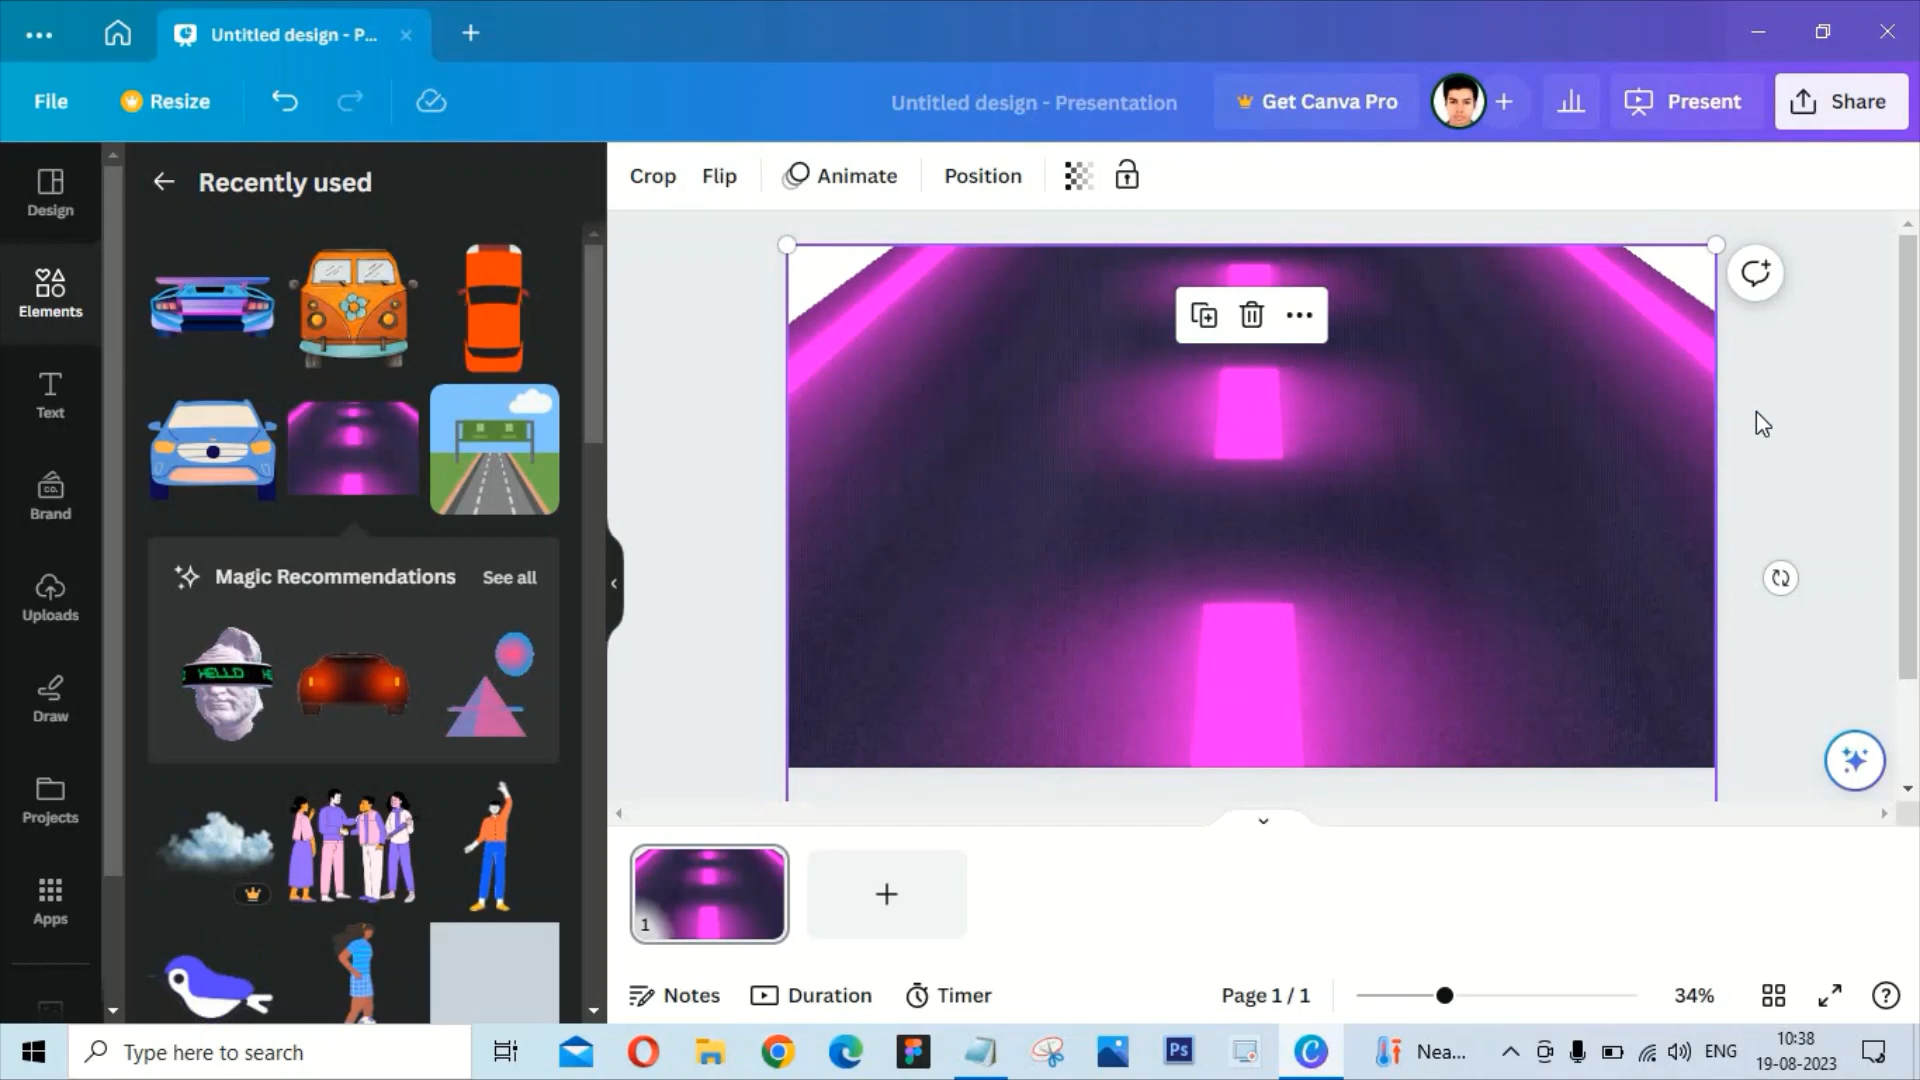 Untitled design - P...
File
Resize
Untitled design - Presentation
Get Canva Pro
Present
Share
Design
Elements
Text
Brand
Uploads
Draw
Projects
Apps
Recently used
Crop
Flip
Animate
Position
Magic Recommendations
See all
HELLO
CO.
1
Notes
Duration
Timer
Page 1 / 1
34%
Type here to search
Ps
Nea...
ENG
10:38
19-08-2023